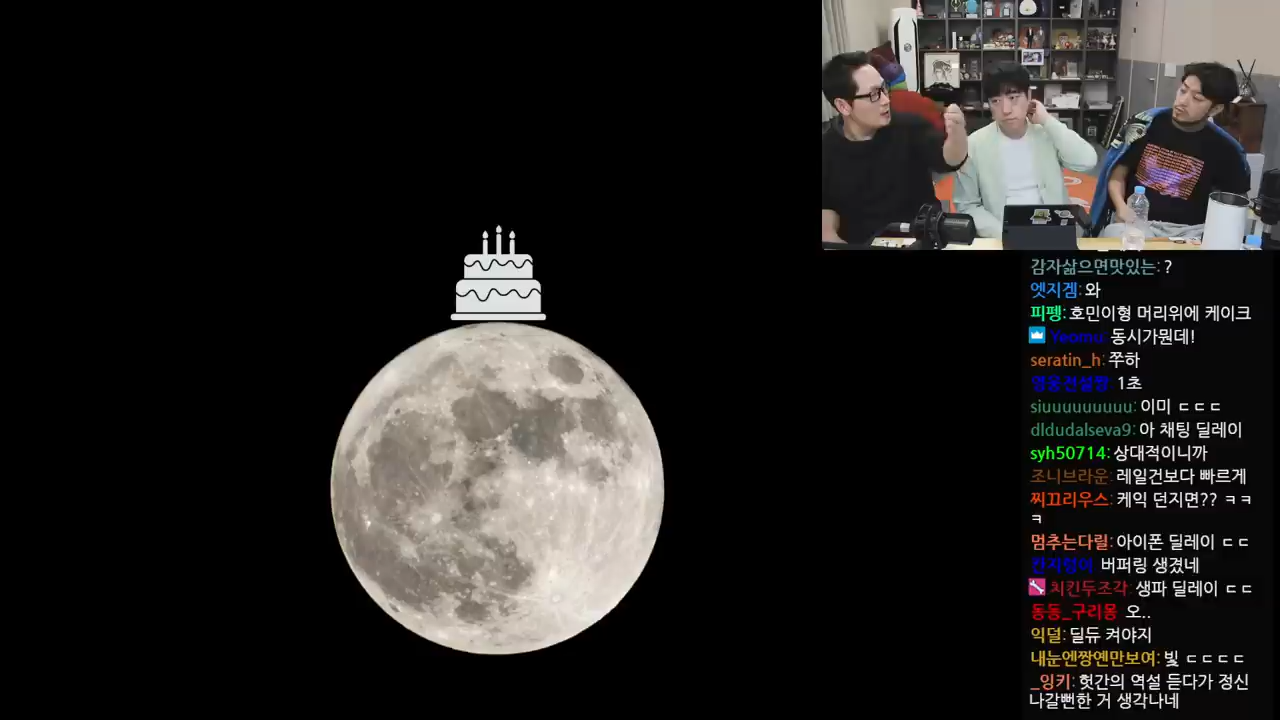 감자삶으면맛있는: ?
엣지겜: 와
피펭: 호민이형 머리위에 케이크
Yeomu: 동시가뭔데!
seratin_h: 쭈하
영웅전설짱: 1초
siuuuuuuuuu: 이미 ㄷㄷㄷ
dldudalseva9: 아 채팅 딜레이
syh50714: 상대적이니까
조니브라운: 레일건보다 빠르게
찌끄리우스: 케익 던지면?? ㅋㅋ
ㅋ
멈추는다릴: 아이폰 딜레이 ㄷㄷ
칸지렁이: 버퍼링 생겼네
치킨두조각: 생파 딜레이 ㄷㄷ
동동_구리몽: 오..
익덜: 딜듀 켜야지
내눈엔짱옌만보여: 빛 ㄷㄷㄷㄷ
_잉키: 헛간의 역설 듣다가 정신
나갈뻔한 거 생각나네